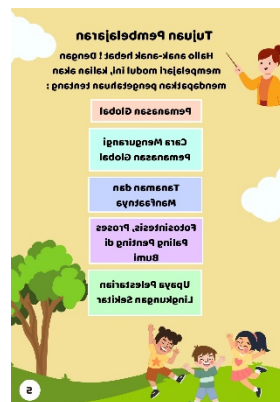 Tujuan Pembelajaran
Hallo anak-anak hebat ! Dengan
mempelajari modul ini, kalian akan
mendapatkan pengetahuan tentang :
Pemanasan Global
Cara Mengurangi
Pemanasan Global
Tanaman dan
Manfaatnya
Fotosintesis, Proses
Paling Penting di
Bumi
Upaya Pelestarian
Lingkungan Sekitar
5